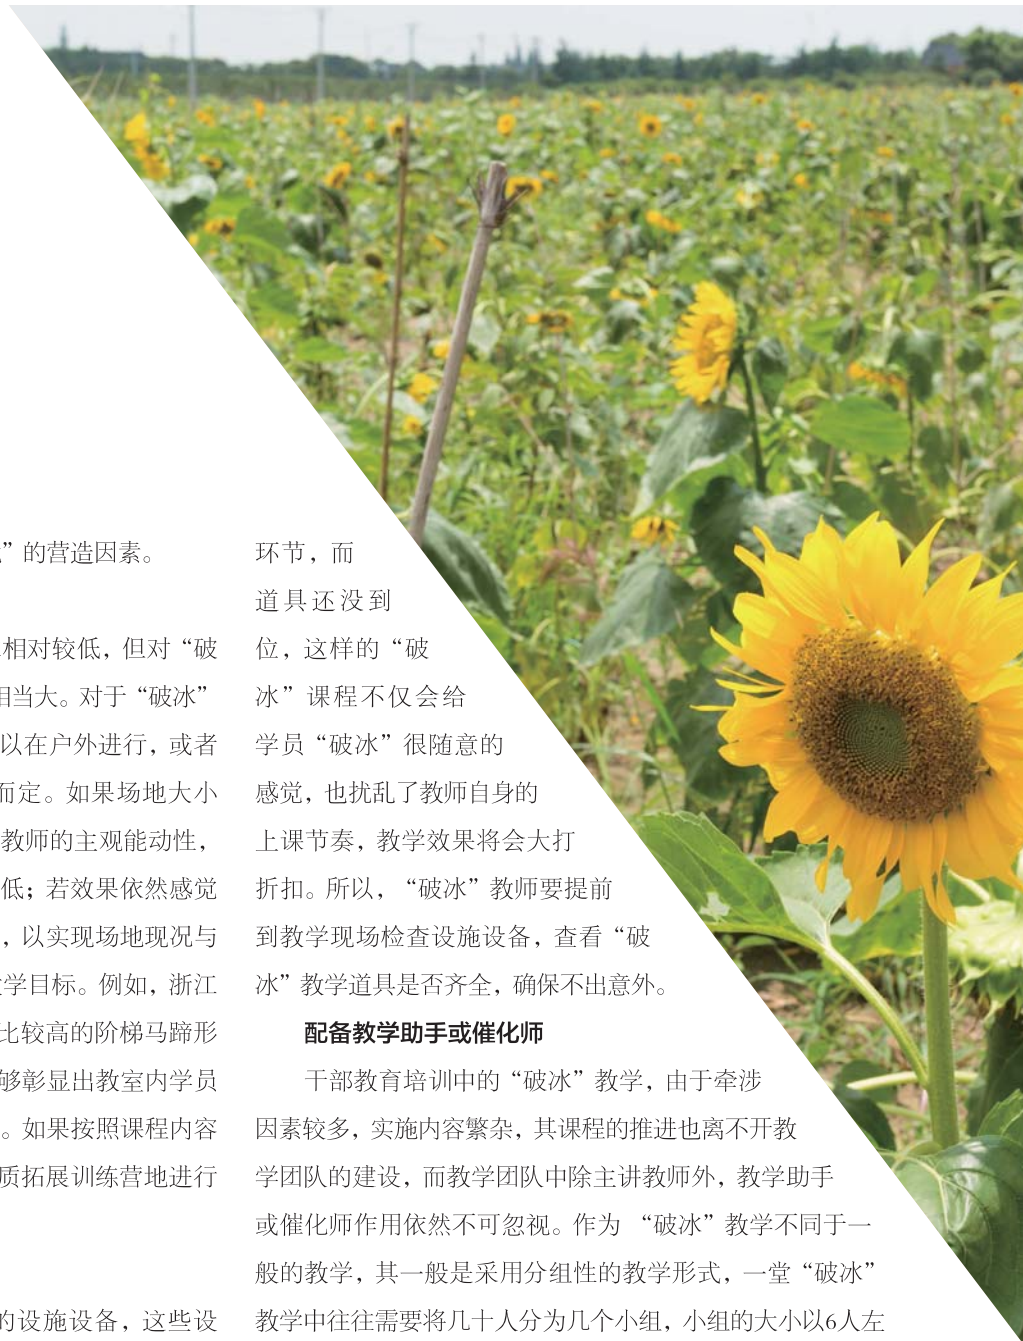 ”的营造因素。
相对较低，但对“破
相当大。对于“破冰”
以在户外进行，或者
而定。如果场地大小
教师的主观能动性，
低；若效果依然感觉
，以实现场地现况与
学目标。例如，浙江
比较高的阶梯马蹄形
够彰显出教室内学员
。如果按照课程内容
质拓展训练营地进行
的设施设备，这些设
环节，而
道具还没到
位，这样的“破
冰”课程不仅会给
学员“破冰”很随意的
感觉，也扰乱了教师自身的
上课节奏，教学效果将会大打
折扣。所以，“破冰”教师要提前
到教学现场检查设施设备，查看“破
冰”教学道具是否齐全，确保不出意外。
配备教学助手或催化师
干部教育培训中的“破冰”教学，由于牵涉
因素较多，实施内容繁杂，其课程的推进也离不开教
学团队的建设，而教学团队中除主讲教师外，教学助手
或催化师作用依然不可忽视。作为 “破冰”教学不同于一
般的教学，其一般是采用分组性的教学形式，一堂“破冰”
教学中往往需要将几十人分为几个小组，小组的大小以6人左